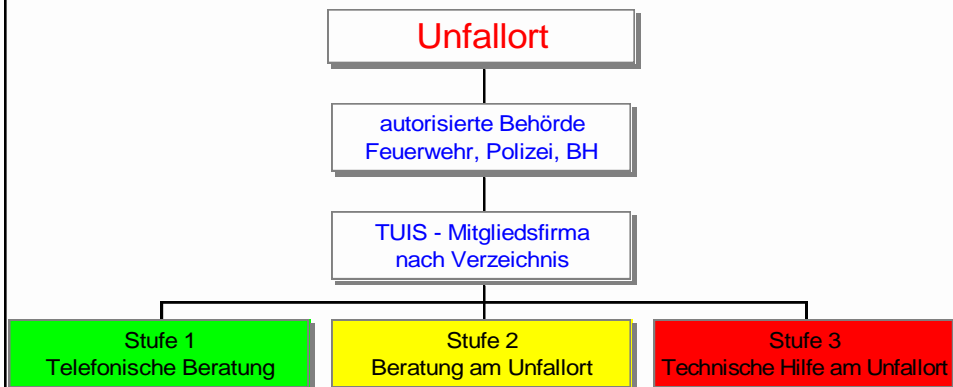 Unfallort
autorisierte Behörde
Feuerwehr, Polizei, BH
TUIS - Mitgliedsfirma
nach Verzeichnis
Stufe 1
Telefonische Beratung
Stufe 2
Beratung am Unfallort
Stufe 3
Technische Hilfe am Unfallort